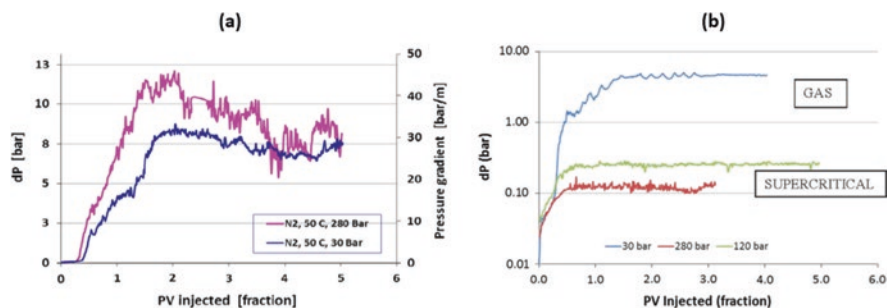 (a)
13
10
8
5
3
0
dP [bar]
50
40
30
20
10
0
Pressure gradient [bar/m]
N2, 50 C, 280 Bar
N2, 50 C, 30 Bar
0 1 2 3 4 5 6
PV injected [fraction]
(b)
10.00
1.00
0.10
0.01
dP (bar)
GAS
SUPERCRITICAL
30 bar 280 bar 120 bar
0.0 1.0 2.0 3.0 4.0 5.0 6.0
PV Injected (fraction)